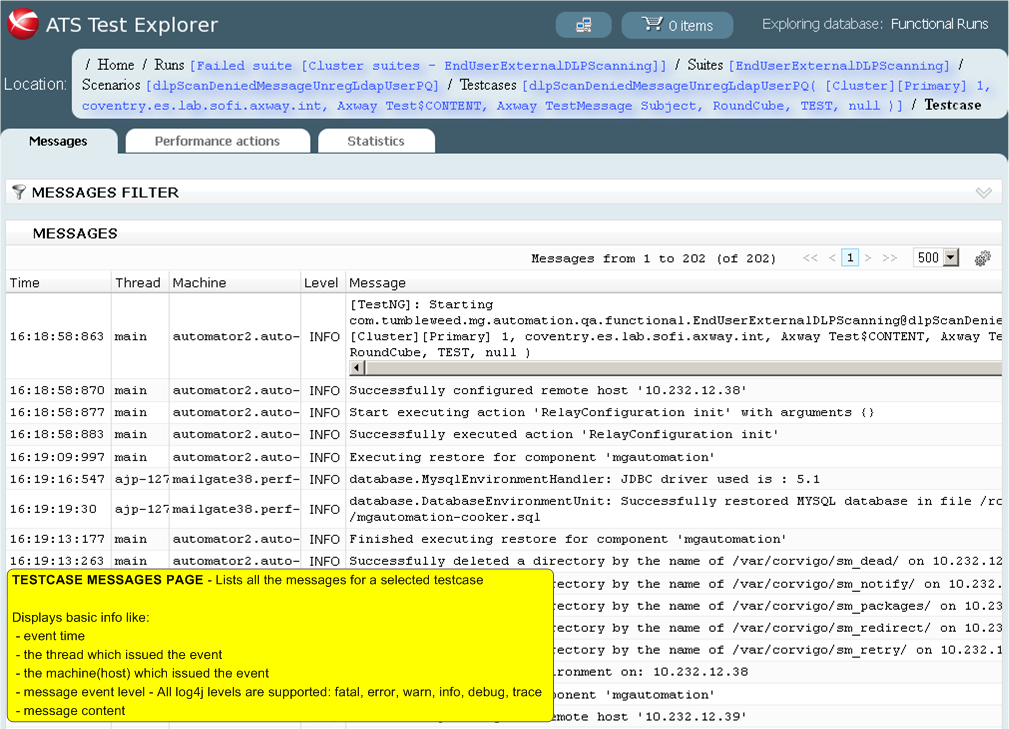 ATS Test Explorer
0 items
Exploring database: Functional Runs
Location:
/ Home / Runs [Failed suite [Cluster suites - EndUserExternalDLPScanning]] / Suites [EndUserExternalDLPScanning] /
Scenarios [dlpScanDeniedMessageUnregLdapUserPQ] / Testcases [dlpScanDeniedMessageUnregLdapUserPQ( [Cluster][Primary] 1,
coventry.es.lab.sofi.axway.int, Axway Test$CONTENT, Axway TestMessage Subject, RoundCube, TEST, null )] / Testcase
Messages Performance actions Statistics
MESSAGES FILTER
MESSAGES
Messages from 1 to 202 (of 202) << < 1 > >> 500
Time Thread Machine Level Message
[TestNG]: Starting
com.tumbleweed.mg.automation.qa.functional.EndUserExternalDLPScanning@dlpScanDenie
16:18:58:863 main automator2.auto- INFO [Cluster][Primary] 1, coventry.es.lab.sofi.axway.int, Axway Test$CONTENT, Axway Te
RoundCube, TEST, null )
16:18:58:870 main automator2.auto- INFO Successfully configured remote host '10.232.12.38'
16:18:58:877 main automator2.auto- INFO Start executing action 'RelayConfiguration init' with arguments {}
16:18:58:883 main automator2.auto- INFO Successfully executed action 'RelayConfiguration init'
16:19:09:997 main automator2.auto- INFO Executing restore for component 'mgautomation'
16:19:16:547 ajp-127 mailgate38.perf- INFO database.MysqlEnvironmentHandler: JDBC driver used is : 5.1
16:19:19:30 ajp-127 mailgate38.perf- INFO database.DatabaseEnvironmentUnit: Successfully restored MYSQL database in file /ro
/mgautomation-cooker.sql
16:19:13:177 main automator2.auto- INFO Finished executing restore for component 'mgautomation'
16:19:13:263 main automator2.auto- INFO Successfully deleted a directory by the name of /var/corvigo/sm_dead/ on 10.232.12
rectory by the name of /var/corvigo/sm_notify/ on 10.232.
rectory by the name of /var/corvigo/sm_packages/ on 10.23
rectory by the name of /var/corvigo/sm_redirect/ on 10.23
rectory by the name of /var/corvigo/sm_retry/ on 10.232.1
ironment on: 10.232.12.38
ponent 'mgautomation'
emote host '10.232.12.39'
TESTCASE MESSAGES PAGE - Lists all the messages for a selected testcase
Displays basic info like:
- event time
- the thread which issued the event
- the machine(host) which issued the event
- message event level - All log4j levels are supported: fatal, error, warn, info, debug, trace
- message content